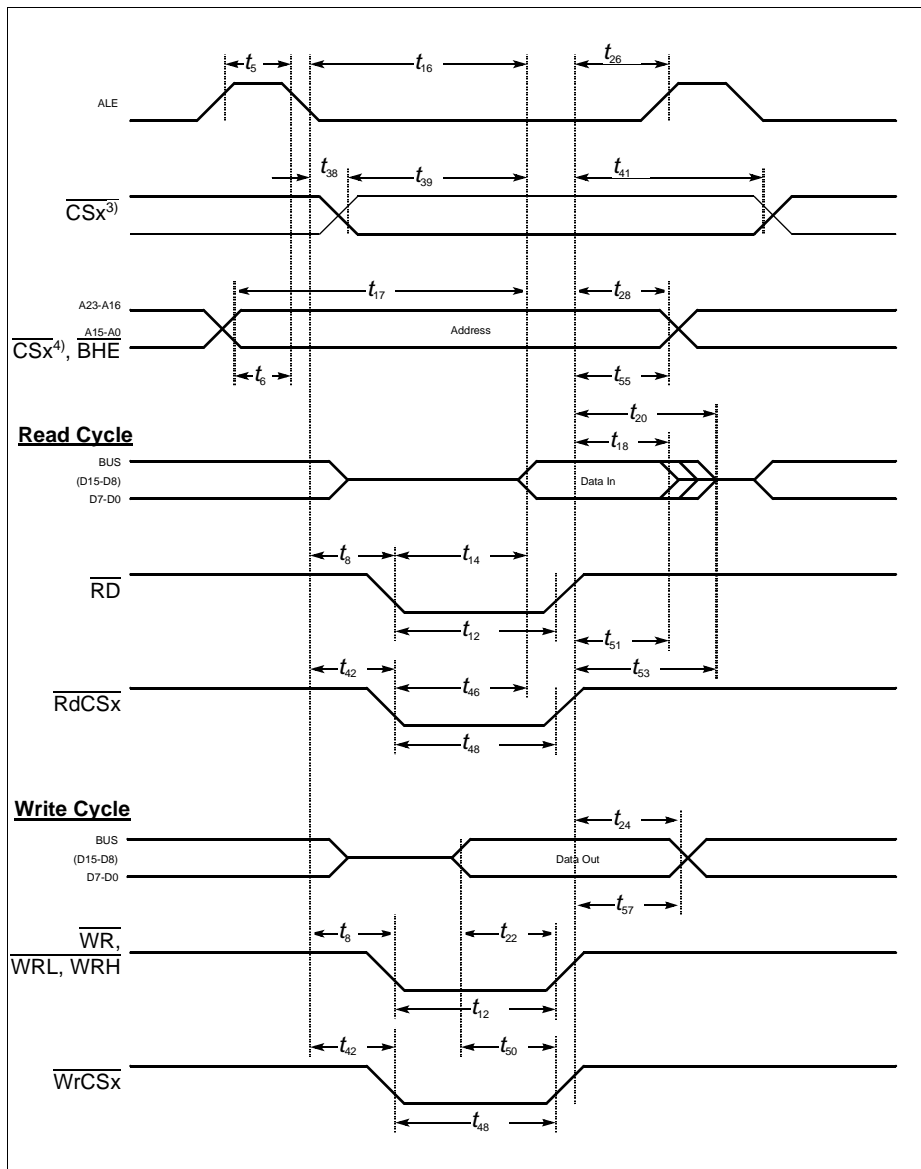 t5 t16 t26
ALE
t38 t39 t41
CSx3)
t17 t28
A23-A16
A15-A0
CSx4), BHE
Address
t6 t55
t20
Read Cycle
t18
BUS
(D15-D8)
D7-D0
Data In
t8 t14
RD
t12 t51
t42 t46 t53
RdCSx
t48
Write Cycle
t24
BUS
(D15-D8)
D7-D0
Data Out
t57
t8 t22
WR,
WRL, WRH
t12
t42 t50
WrCSx
t48